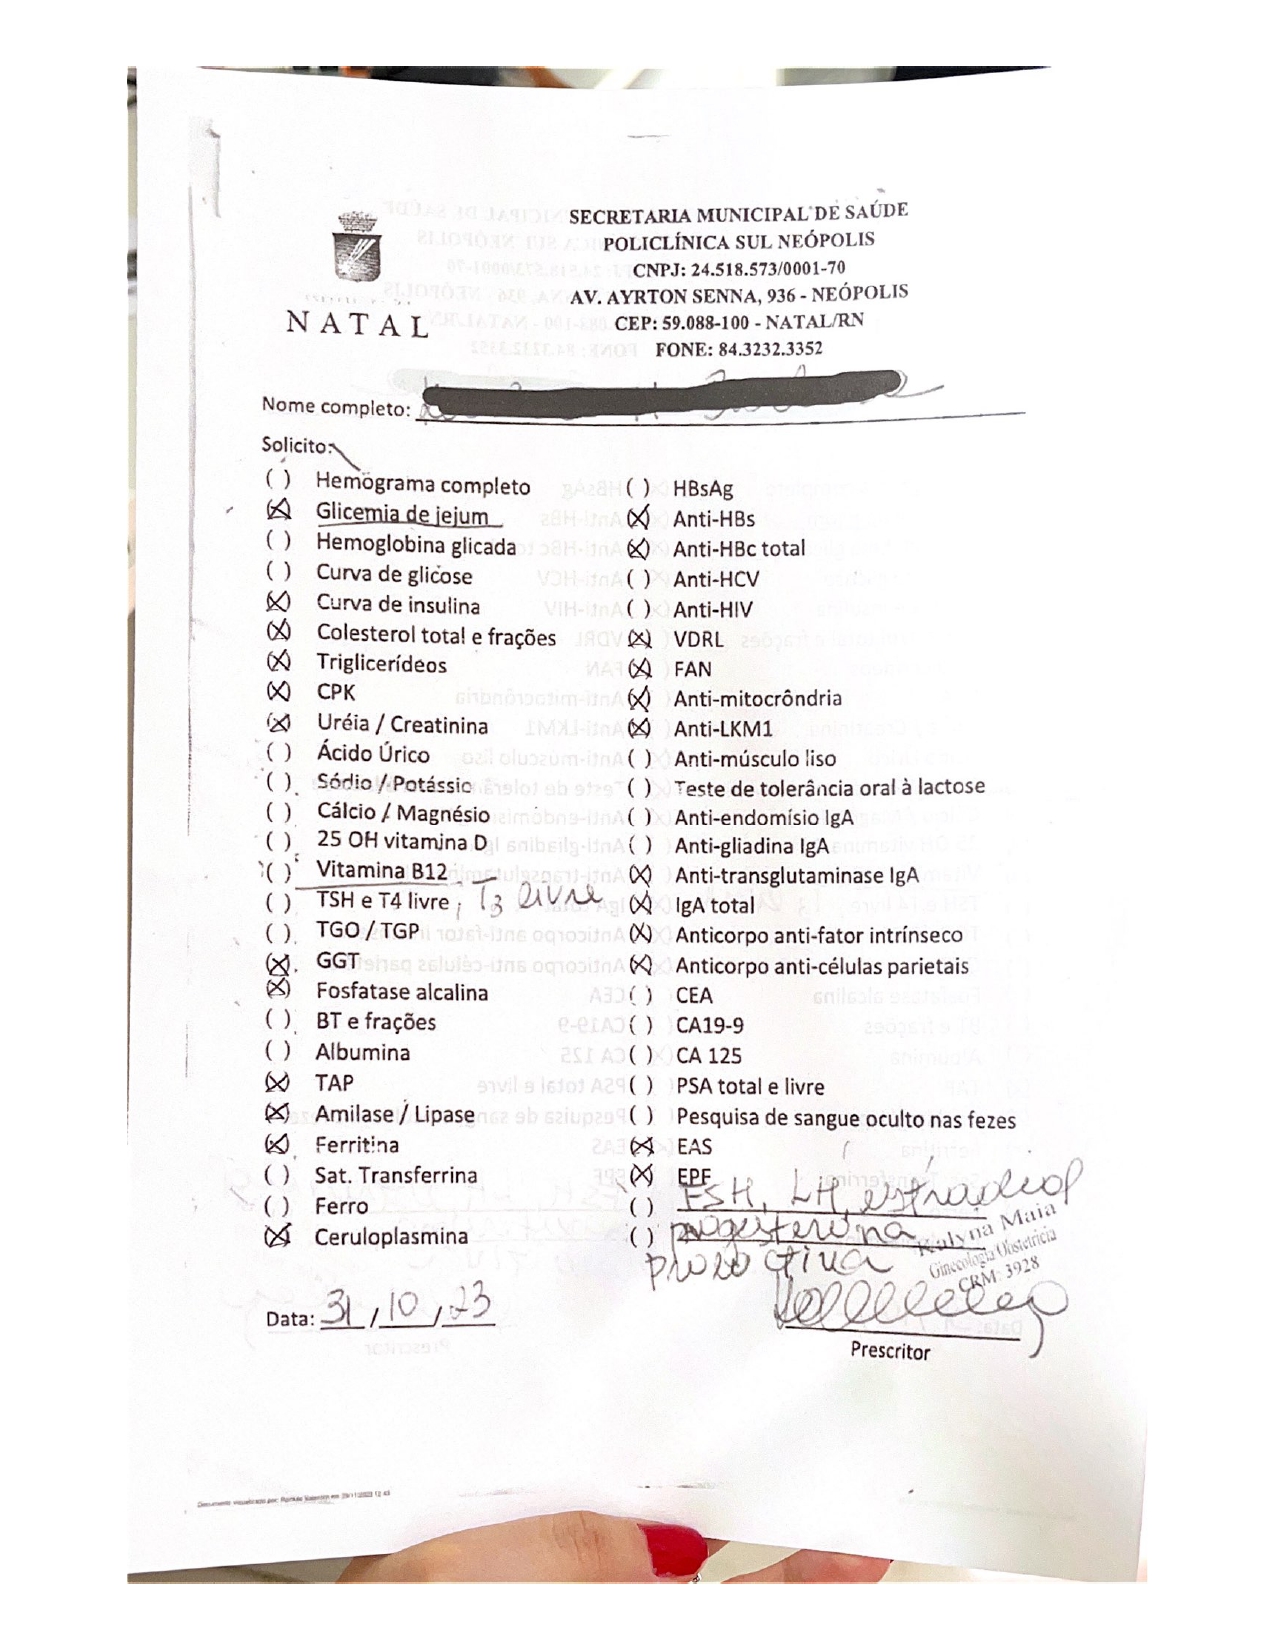 SECRETARIA MUNICIPAL DE SAÚDE
POLICLÍNICA SUL NEÓPOLIS
CNPJ: 24.518.573/0001-70
AV. AYRTON SENNA, 936 - NEÓPOLIS
CEP: 59.088-100 - NATAL/RN
FONE: 84.3232.3352
NATAL
Nome completo:
Solicito:
( ) Hemograma completo
(X) Glicemia de jejum
( ) Hemoglobina glicada
( ) Curva de glicose
(X) Curva de insulina
(X) Colesterol total e frações
(X) Triglicerídeos
(X) CPK
(X) Uréia / Creatinina
( ) Ácido Úrico
( ) Sódio / Potássio
( ) Cálcio / Magnésio
( ) 25 OH vitamina D
( ) Vitamina B12
( ) TSH e T4 livre, T3 livre
( ) TGO / TGP
(X) GGT
(X) Fosfatase alcalina
( ) BT e frações
( ) Albumina
(X) TAP
(X) Amilase / Lipase
(X) Ferritina
( ) Sat. Transferrina
( ) Ferro
(X) Ceruloplasmina
( ) HBsAg
(X) Anti-HBs
(X) Anti-HBc total
( ) Anti-HCV
( ) Anti-HIV
(X) VDRL
(X) FAN
(X) Anti-mitocrôndria
(X) Anti-LKM1
( ) Anti-músculo liso
( ) Teste de tolerância oral à lactose
( ) Anti-endomísio IgA
( ) Anti-gliadina IgA
(X) Anti-transglutaminase IgA
(X) IgA total
(X) Anticorpo anti-fator intrínseco
(X) Anticorpo anti-células parietais
( ) CEA
( ) CA19-9
( ) CA 125
( ) PSA total e livre
( ) Pesquisa de sangue oculto nas fezes
(X) EAS
(X) EPF
( ) FSH, LH, estradiol
( ) progesterona
prolactina
Kalyna Maia
Ginecologia Obstetrícia
CRM: 3928
Data: 31/10/23
Prescritor